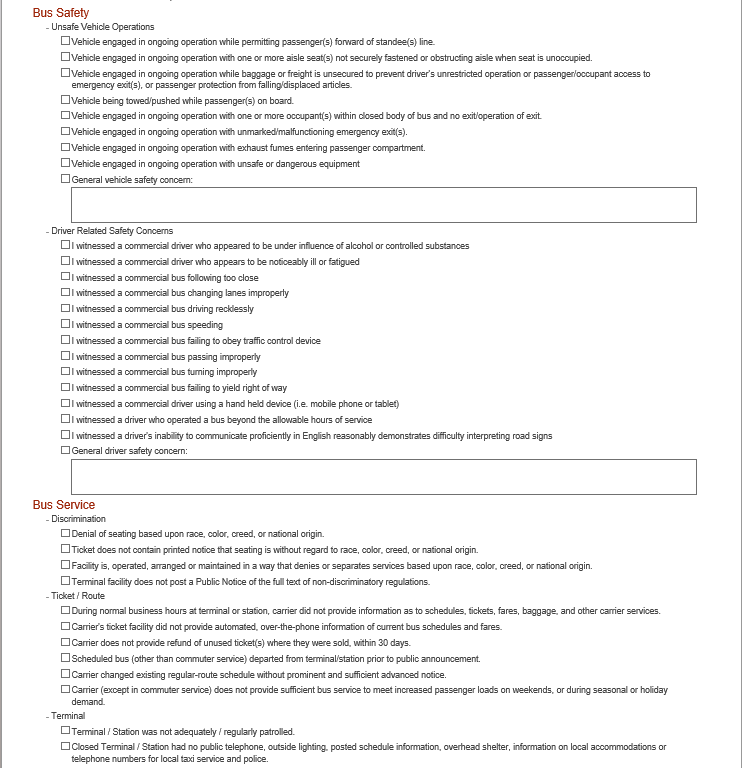 Bus Safety
- Unsafe Vehicle Operations
Vehicle engaged in ongoing operation while permitting passenger(s) forward of standee(s) line.
Vehicle engaged in ongoing operation with one or more aisle seat(s) not securely fastened or obstructing aisle when seat is unoccupied.
Vehicle engaged in ongoing operation while baggage or freight is unsecured to prevent driver's unrestricted operation or passenger/occupant access to
emergency exit(s), or passenger protection from falling/displaced articles.
Vehicle being towed/pushed while passenger(s) on board.
Vehicle engaged in ongoing operation with one or more occupant(s) within closed body of bus and no exit/operation of exit.
Vehicle engaged in ongoing operation with unmarked/malfunctioning emergency exit(s).
Vehicle engaged in ongoing operation with exhaust fumes entering passenger compartment.
Vehicle engaged in ongoing operation with unsafe or dangerous equipment
General vehicle safety concern:
- Driver Related Safety Concerns
I witnessed a commercial driver who appeared to be under influence of alcohol or controlled substances
I witnessed a commercial driver who appears to be noticeably ill or fatigued
I witnessed a commercial bus following too close
I witnessed a commercial bus changing lanes improperly
I witnessed a commercial bus driving recklessly
I witnessed a commercial bus speeding
I witnessed a commercial bus failing to obey traffic control device
I witnessed a commercial bus passing improperly
I witnessed a commercial bus turning improperly
I witnessed a commercial bus failing to yield right of way
I witnessed a commercial driver using a hand held device (i.e. mobile phone or tablet)
I witnessed a driver who operated a bus beyond the allowable hours of service
I witnessed a driver's inability to communicate proficiently in English reasonably demonstrates difficulty interpreting road signs
General driver safety concern:
Bus Service
- Discrimination
Denial of seating based upon race, color, creed, or national origin.
Ticket does not contain printed notice that seating is without regard to race, color, creed, or national origin.
Facility is, operated, arranged or maintained in a way that denies or separates services based upon race, color, creed, or national origin.
Terminal facility does not post a Public Notice of the full text of non-discriminatory regulations.
- Ticket / Route
During normal business hours at terminal or station, carrier did not provide information as to schedules, tickets, fares, baggage, and other carrier services.
Carrier's ticket facility did not provide automated, over-the-phone information of current bus schedules and fares.
Carrier does not provide refund of unused ticket(s) where they were sold, within 30 days.
Scheduled bus (other than commuter service) departed from terminal/station prior to public announcement.
Carrier changed existing regular-route schedule without prominent and sufficient advanced notice.
Carrier (except in commuter service) does not provide sufficient bus service to meet increased passenger loads on weekends, or during seasonal or holiday
demand.
- Terminal
Terminal / Station was not adequately / regularly patrolled.
Closed Terminal / Station had no public telephone, outside lighting, posted schedule information, overhead shelter, information on local accommodations or
telephone numbers for local taxi service and police.